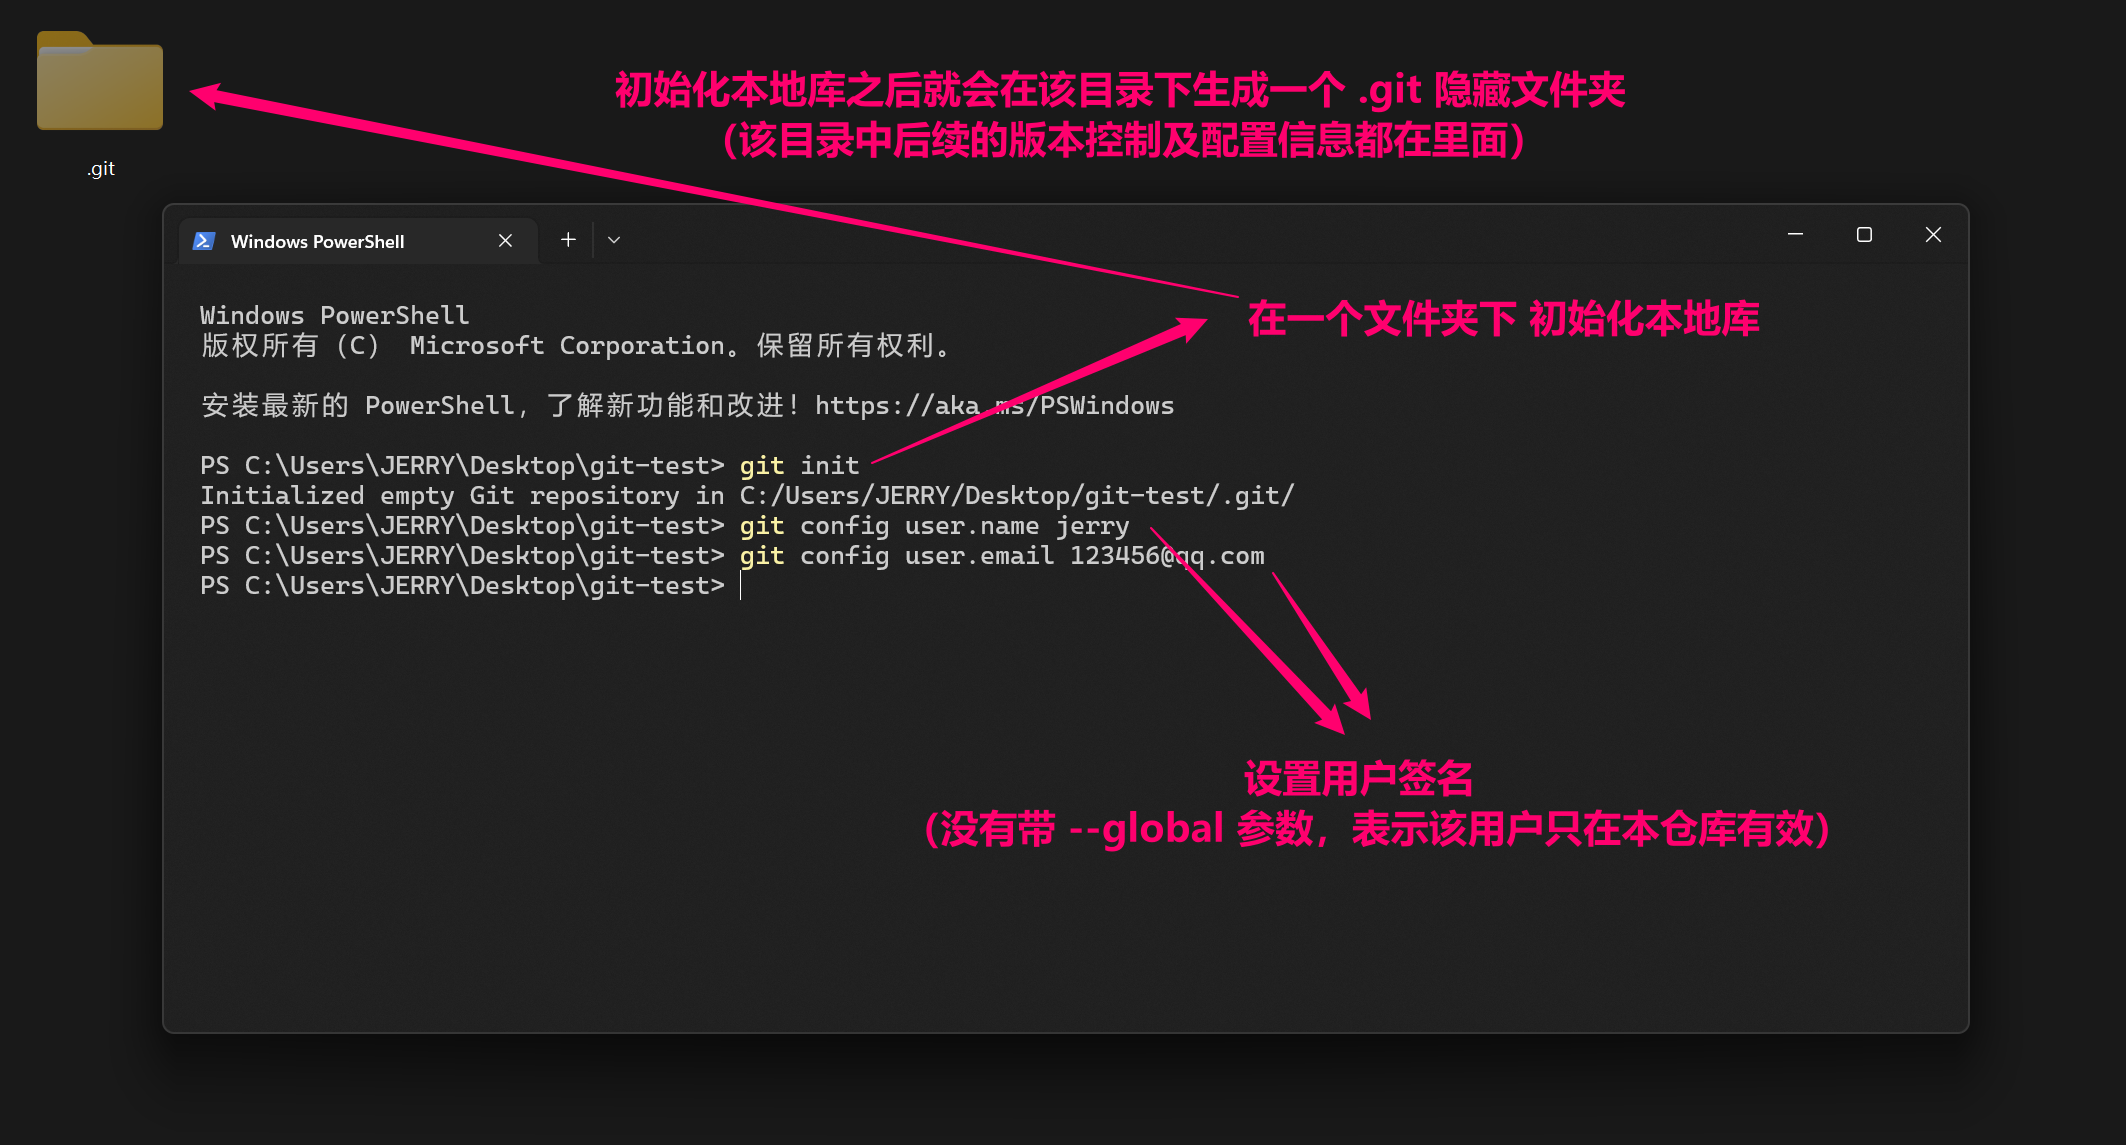 初始化本地库之后就会在该目录下生成一个 .git 隐藏文件夹
（该目录中后续的版本控制及配置信息都在里面）
.git
Windows PowerShell
Windows PowerShell
版权所有（C） Microsoft Corporation。保留所有权利。
在一个文件夹下 初始化本地库
安装最新的 PowerShell，了解新功能和改进！https://aka.ms/PSWindows
PS C:\Users\JERRY\Desktop\git-test> git init
Initialized empty Git repository in C:/Users/JERRY/Desktop/git-test/.git/
PS C:\Users\JERRY\Desktop\git-test> git config user.name jerry
PS C:\Users\JERRY\Desktop\git-test> git config user.email 123456@qq.com
PS C:\Users\JERRY\Desktop\git-test>
设置用户签名
（没有带 --global 参数，表示该用户只在本仓库有效）